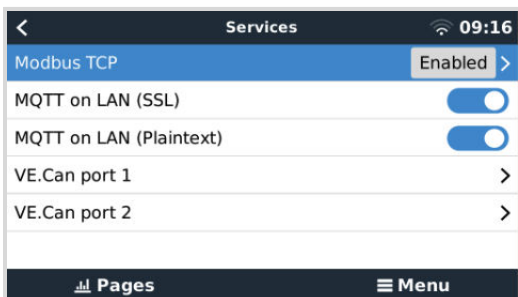 Services 09:16
Modbus TCP Enabled
MQTT on LAN (SSL)
MQTT on LAN (Plaintext)
VE.Can port 1
VE.Can port 2
Pages Menu